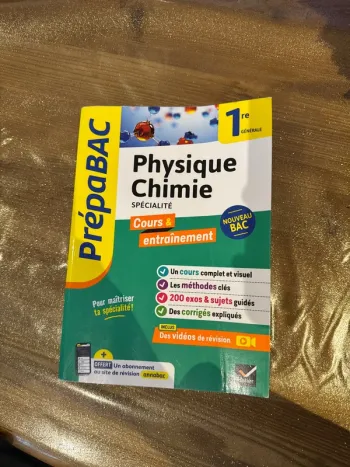 PrépaBAC
1re
GÉNÉRALE
Physique
Chimie
SPÉCIALITÉ
Cours &
entraînement
NOUVEAU
BAC
Un cours complet et visuel
Les méthodes clés
200 exos & sujets guidés
Des corrigés expliqués
Pour maîtriser
ta spécialité !
INCLUS
Des vidéos de révision
+
OFFERT Un abonnement
au site de révision annabac
Hatier